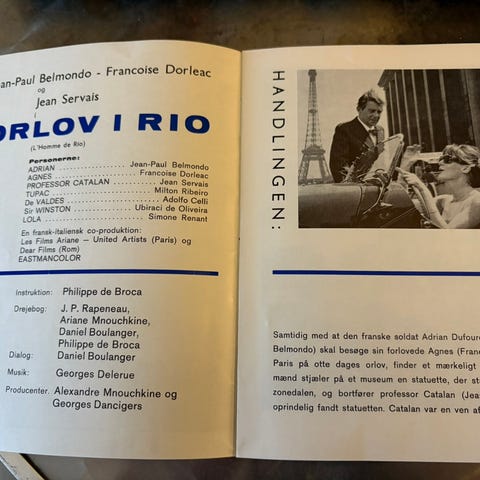 an-Paul Belmondo - Francoise Dorleac
og
Jean Servais
i
ORLOV I RIO
(L'Homme de Rio)
Personerne:
ADRIAN .................... Jean-Paul Belmondo
AGNES .................... Francoise Dorleac
PROFESSOR CATALAN ........... Jean Servais
TUPAC .................... Milton Ribeiro
De VALDES .................... Adolfo Celli
Sir WINSTON ............ Ubiraci de Oliveira
LOLA .................... Simone Renant
En fransk-italiensk co-produktion:
Les Films Ariane — United Artists (Paris) og
Dear Films (Rom)
EASTMANCOLOR
Instruktion: Philippe de Broca
Drejebog: J. P. Rapeneau,
Ariane Mnouchkine,
Daniel Boulanger,
Philippe de Broca
Dialog: Daniel Boulanger
Musik: Georges Delerue
Producenter. Alexandre Mnouchkine og
Georges Dancigers
HANDLINGEN:
Samtidig med at den franske soldat Adrian Dufour
Belmondo) skal besøge sin forlovede Agnes (Fran
Paris på otte dages orlov, finder et mærkeligt
mænd stjæler på et museum en statuette, der st
zonedalen, og bortfører professor Catalan (Jea
oprindelig fandt statuetten. Catalan var en ven af